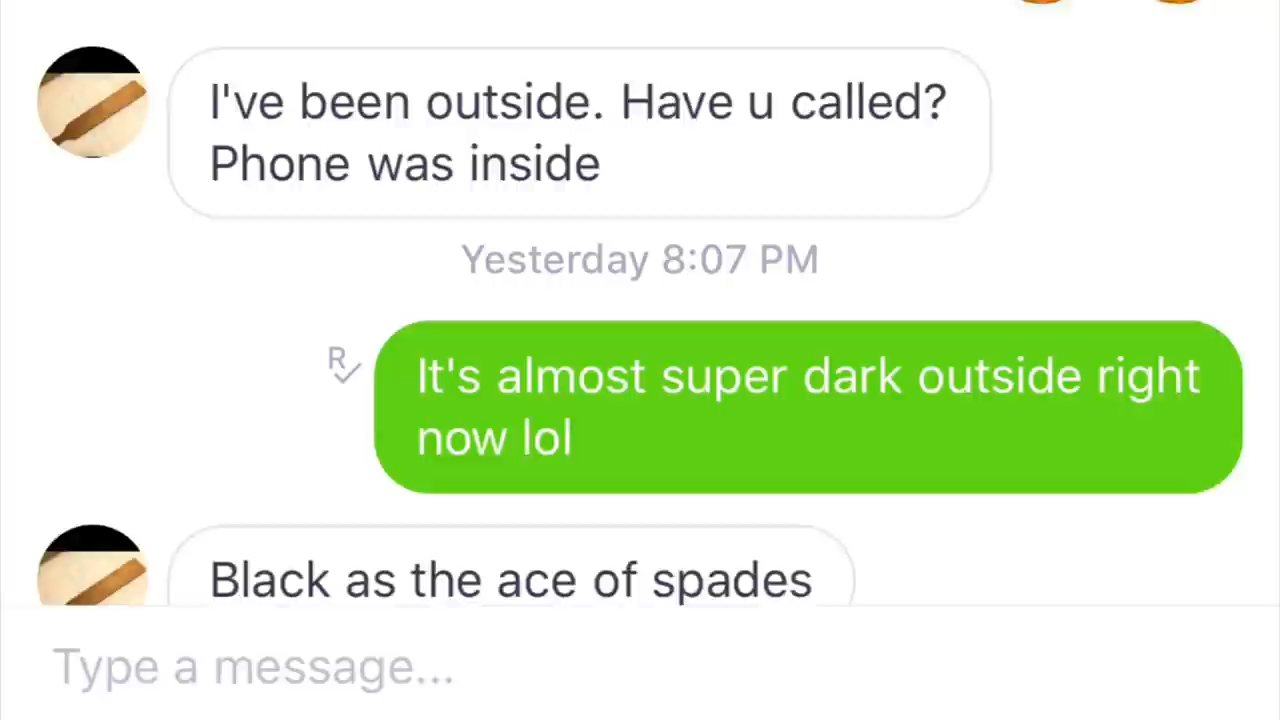 I've been outside. Have u called?
Phone was inside
Yesterday 8:07 PM
R
It's almost super dark outside right
now lol
Black as the ace of spades
Type a message...